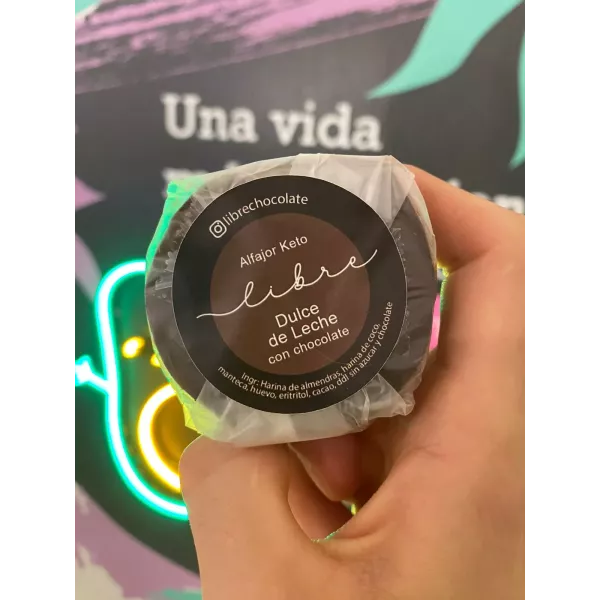 Una vida
librechocolate
Alfajor Keto
libre
Dulce
de Leche
con chocolate
Ingr: Harina de almendras, harina de coco,
manteca, huevo, eritritol, cacao, ddl sin azucar y chocolate